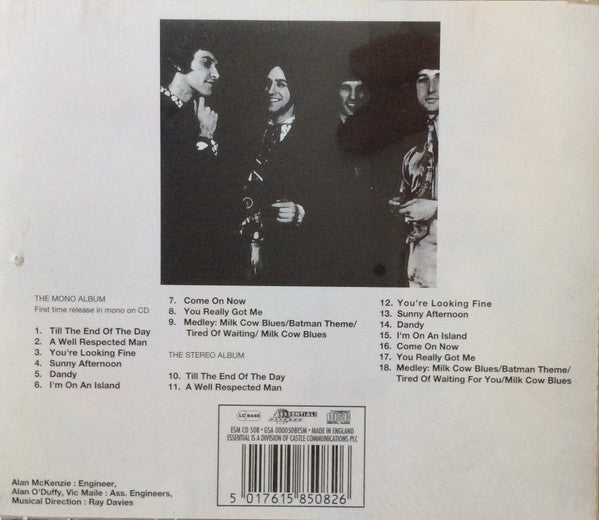 THE MONO ALBUM
First time release in mono on CD
1. Till The End Of The Day
2. A Well Respected Man
3. You're Looking Fine
4. Sunny Afternoon
5. Dandy
6. I'm On An Island
7. Come On Now
8. You Really Got Me
9. Medley: Milk Cow Blues/Batman Theme/
Tired Of Waiting/ Milk Cow Blues
THE STEREO ALBUM
10. Till The End Of The Day
11. A Well Respected Man
12. You're Looking Fine
13. Sunny Afternoon
14. Dandy
15. I'm On An Island
16. Come On Now
17. You Really Got Me
18. Medley: Milk Cow Blues/Batman Theme/
Tired Of Waiting For You/Milk Cow Blues
LC 6448
ESSENTIAL!
COMPACT
disc
DIGITAL AUDIO
ESM CD 508 • GSA 0000508ESM • MADE IN ENGLAND
ESSENTIAL IS A DIVISION OF CASTLE COMMUNICATIONS PLC
5 017615 850826
Alan McKenzie : Engineer,
Alan O'Duffy, Vic Maile : Ass. Engineers,
Musical Direction : Ray Davies